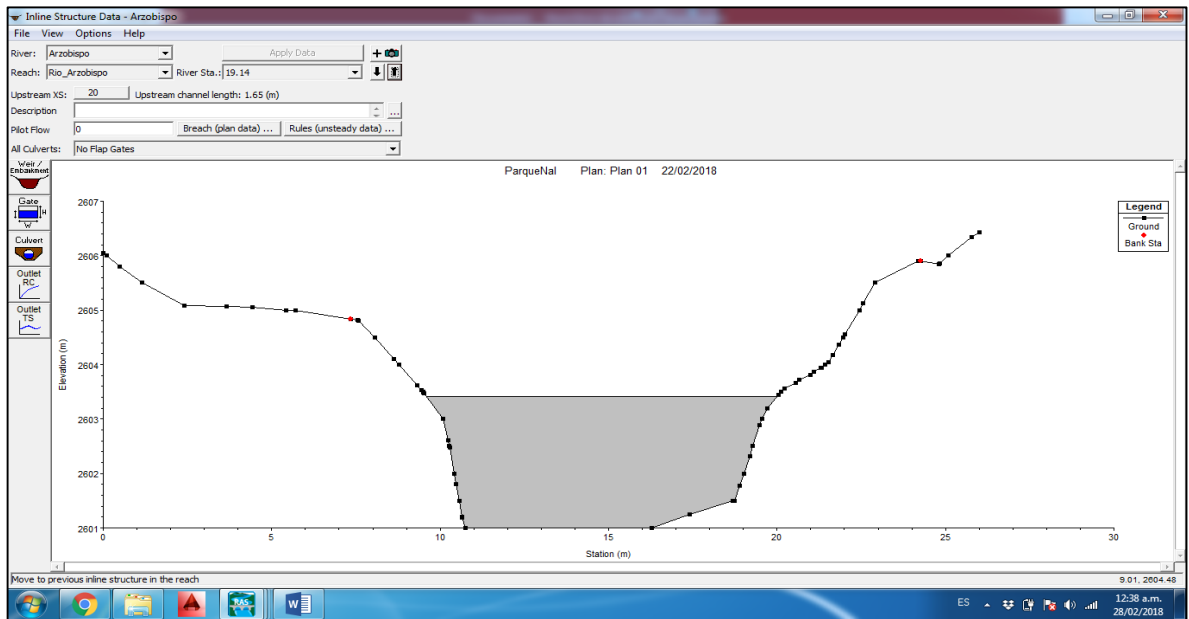 Inline Structure Data - Arzobispo
File View Options Help
River: Arzobispo Apply Data
Reach: Rio_Arzobispo River Sta.: 19.14
Upstream XS: 20 Upstream channel length: 1.65 (m)
Description ...
Pilot Flow 0 Breach (plan data) ... Rules (unsteady data) ...
All Culverts: No Flap Gates
Weir / Embankment
Gate
H
W
Culvert
Outlet RC
Outlet TS
ParqueNal Plan: Plan 01 22/02/2018
Legend
Ground
Bank Sta
Elevation (m)
2607
2606
2605
2604
2603
2602
2601
0 5 10 15 20 25 30
Station (m)
Move to previous inline structure in the reach 9.01, 2604.48
RAS
W
ES
12:38 a.m.
28/02/2018